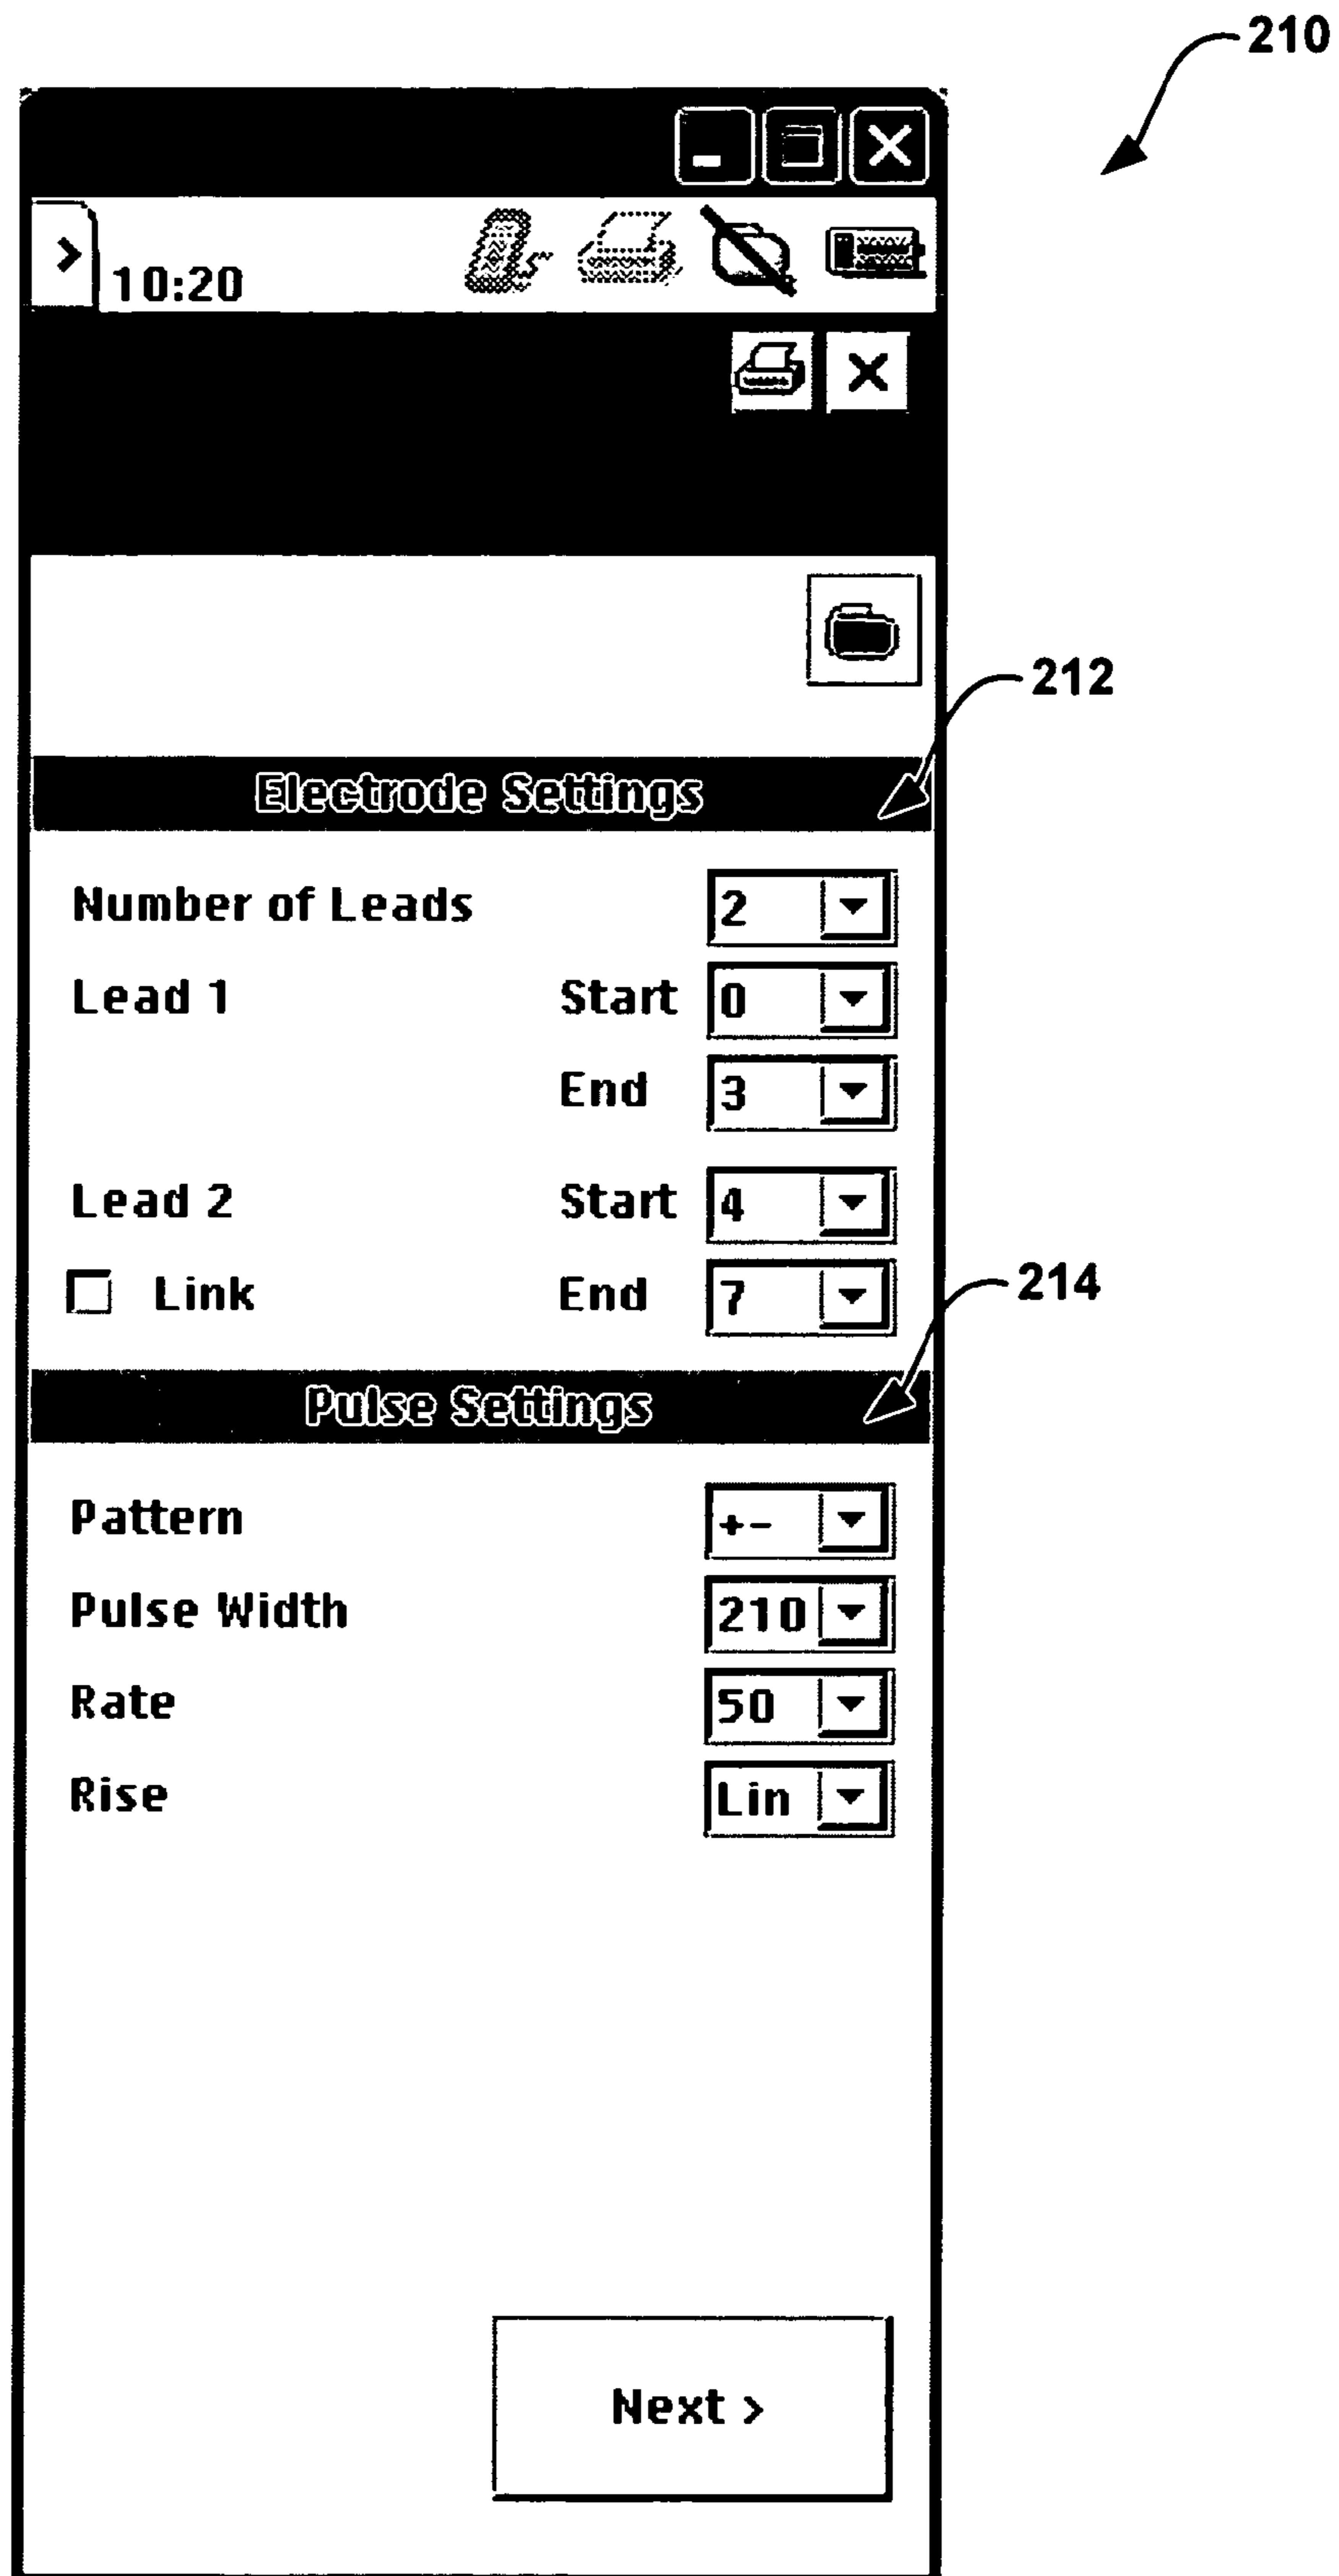 210
10:20
212
Electrode Settings
Number of Leads 2
Lead 1 Start 0
End 3
Lead 2 Start 4
Link End 7
214
Pulse Settings
Pattern +-
Pulse Width 210
Rate 50
Rise Lin
Next >